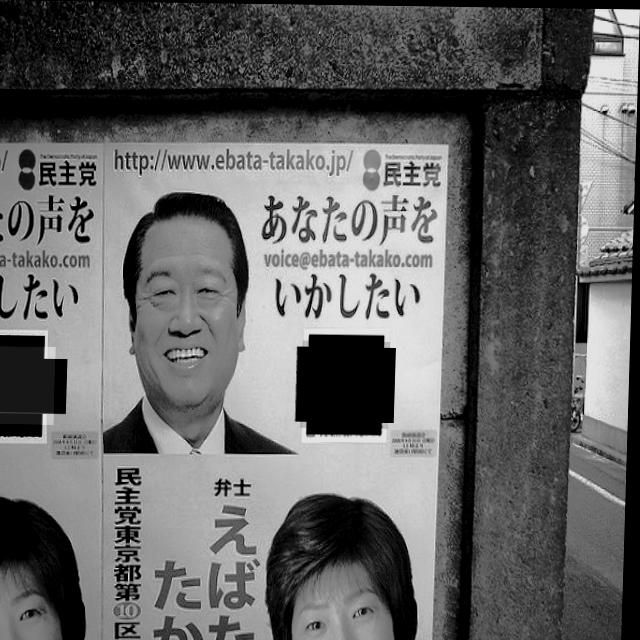 民主党
の声を
a-takako.com
したい
http://www.ebata-takako.jp/
民主党
あなたの声を
voice@ebata-takako.com
いかしたい
民主党東京都第⑩区
弁士
えばた
たか